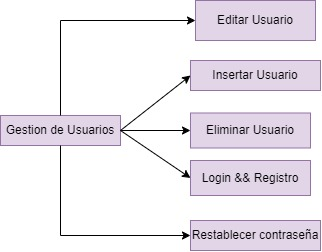 Editar Usuario
Insertar Usuario
Gestion de Usuarios
Eliminar Usuario
Login && Registro
Restablecer contraseña